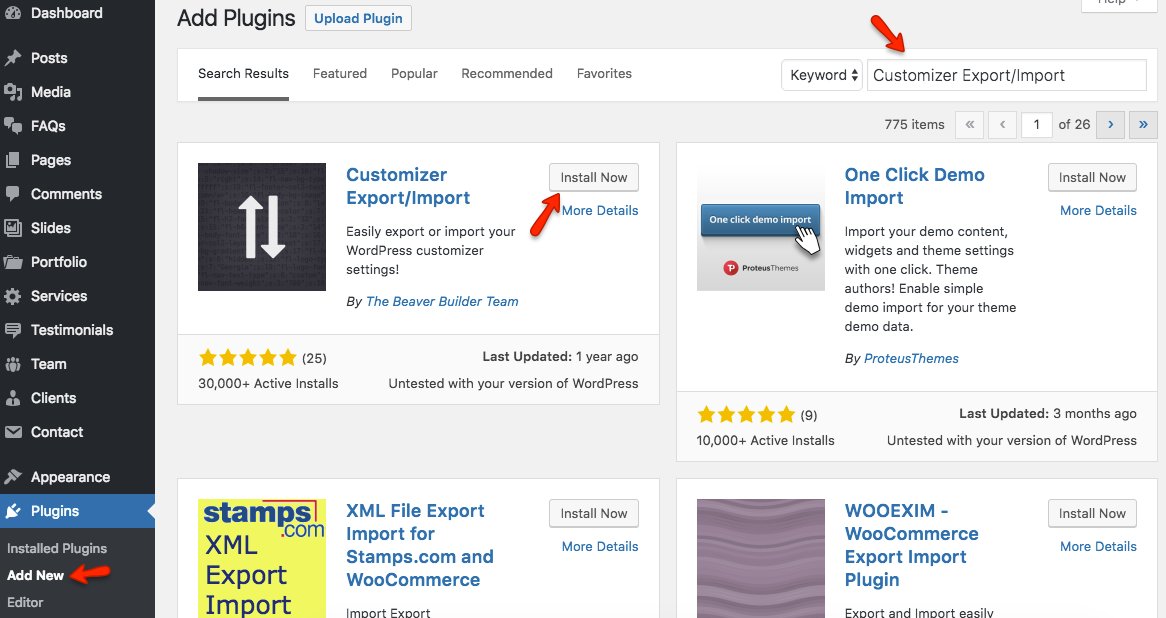 Dashboard
Posts
Media
FAQs
Pages
Comments
Slides
Portfolio
Services
Testimonials
Team
Clients
Contact
Appearance
Plugins
Installed Plugins
Add New
Editor
Add Plugins
Upload Plugin
Help
Search Results
Featured
Popular
Recommended
Favorites
Keyword
Customizer Export/Import
775 items
«
‹
1
of 26
›
»
Customizer
Export/Import
Install Now
More Details
Easily export or import your
WordPress customizer
settings!
By The Beaver Builder Team
(25)
30,000+ Active Installs
Last Updated: 1 year ago
Untested with your version of WordPress
One click demo import
ProteusThemes
One Click Demo
Import
Install Now
More Details
Import your demo content,
widgets and theme settings
with one click. Theme
authors! Enable simple
demo import for your theme
demo data.
By ProteusThemes
(9)
10,000+ Active Installs
Last Updated: 3 months ago
Untested with your version of WordPress
stamps
.com
XML
Export
Import
XML File Export
Import for
Stamps.com and
WooCommerce
Install Now
More Details
Import Export
WOOEXIM -
WooCommerce
Export Import
Plugin
Install Now
More Details
Export and Import easily